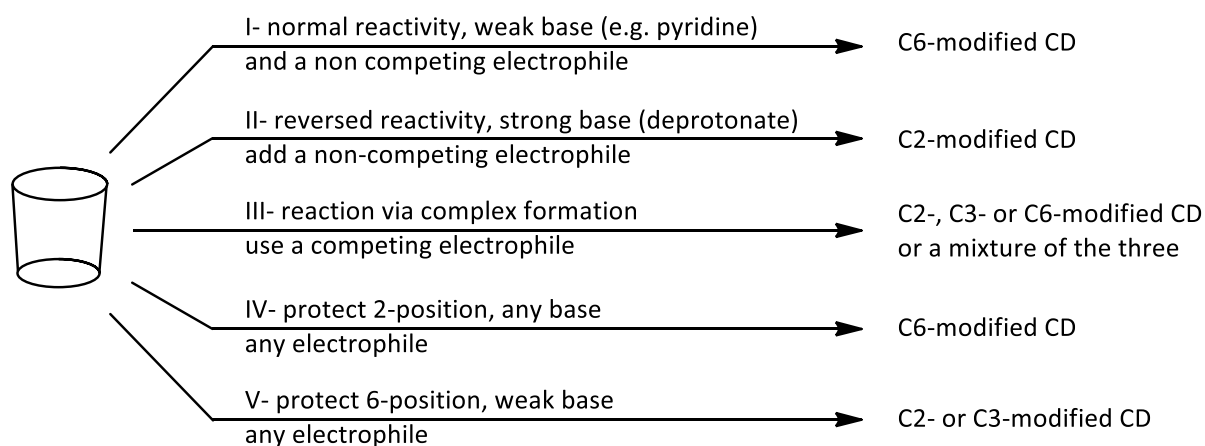 I- normal reactivity, weak base (e.g. pyridine)
and a non competing electrophile
C6-modified CD
II- reversed reactivity, strong base (deprotonate)
add a non-competing electrophile
C2-modified CD
III- reaction via complex formation
use a competing electrophile
C2-, C3- or C6-modified CD
or a mixture of the three
IV- protect 2-position, any base
any electrophile
C6-modified CD
V- protect 6-position, weak base
any electrophile
C2- or C3-modified CD